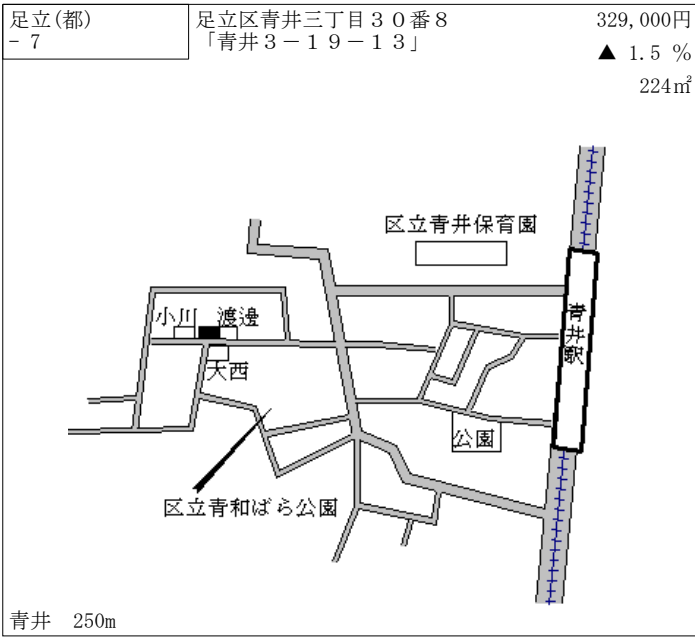 足立(都)
- 7
足立区青井三丁目３０番８
「青井３－１９－１３」
329,000円
▲ 1.5 %
224㎡
区立青井保育園
青井駅
小川
渡邉
大西
公園
区立青和ばら公園
青井　250m